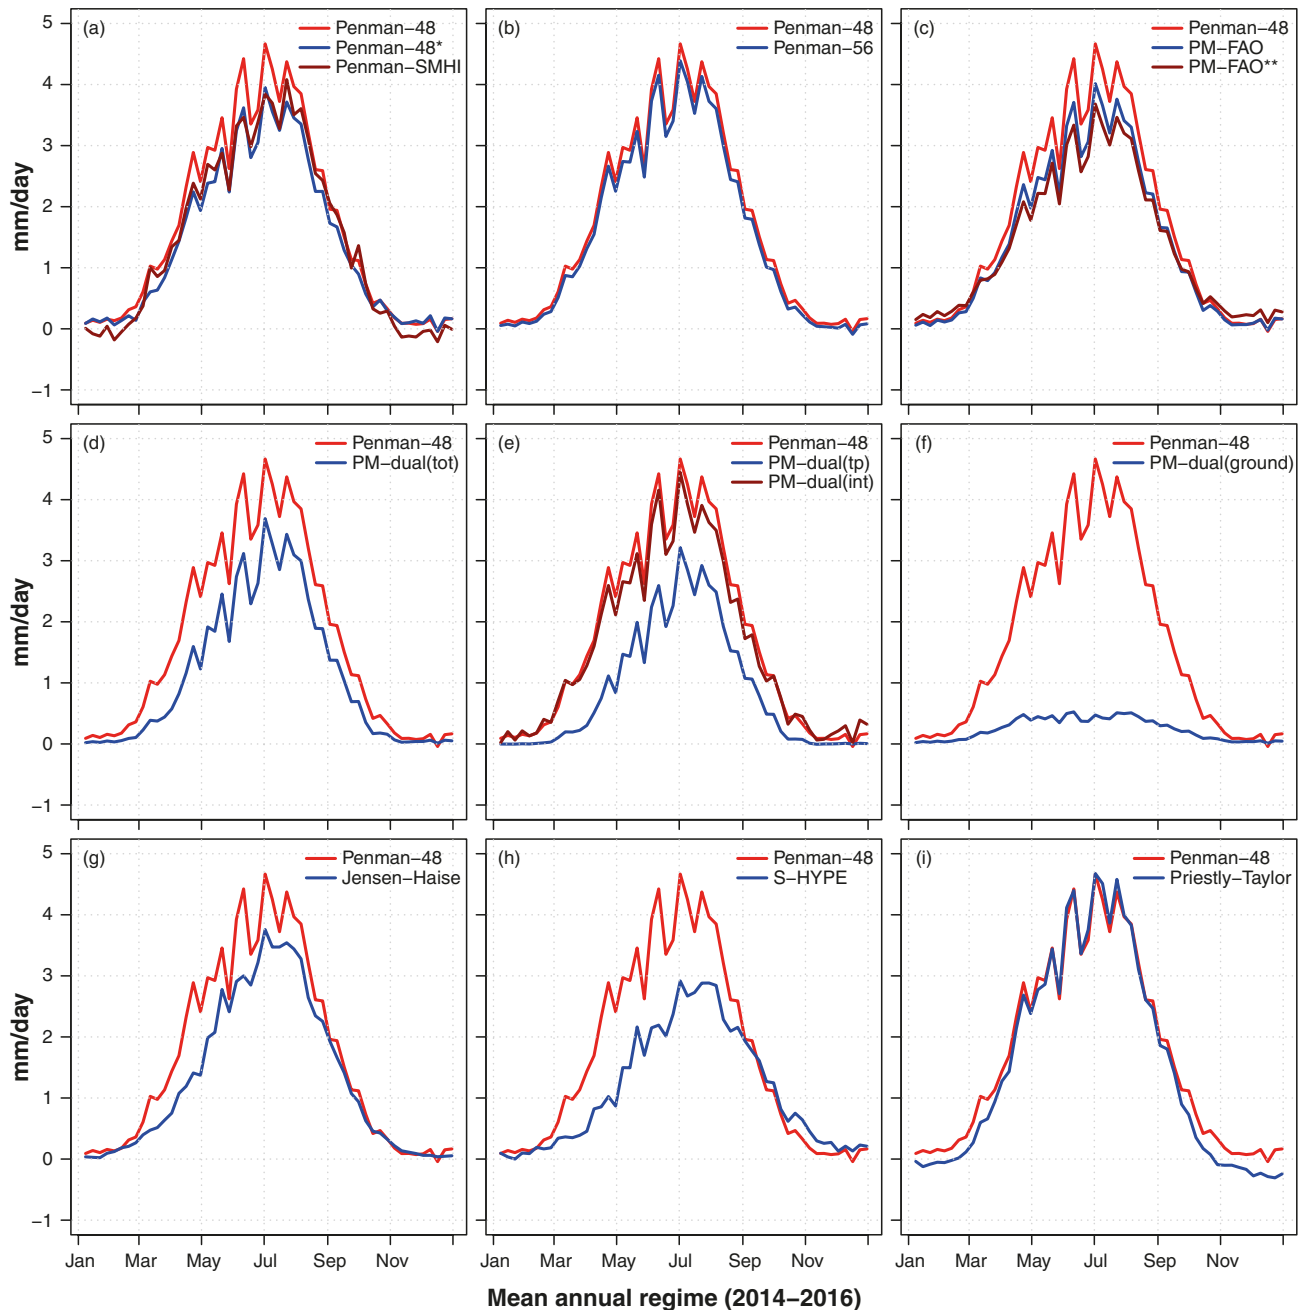 (a)
Penman−48
Penman−48*
Penman−SMHI
(b)
Penman−48
Penman−56
(c)
Penman−48
PM−FAO
PM−FAO**
5
4
3
2
1
0
−1
mm/day
(d)
Penman−48
PM−dual(tot)
(e)
Penman−48
PM−dual(tp)
PM−dual(int)
(f)
Penman−48
PM−dual(ground)
5
4
3
2
1
0
−1
mm/day
(g)
Penman−48
Jensen−Haise
(h)
Penman−48
S−HYPE
(i)
Penman−48
Priestly−Taylor
5
4
3
2
1
0
−1
mm/day
Jan Mar May Jul Sep Nov
Jan Mar May Jul Sep Nov
Jan Mar May Jul Sep Nov
Mean annual regime (2014−2016)